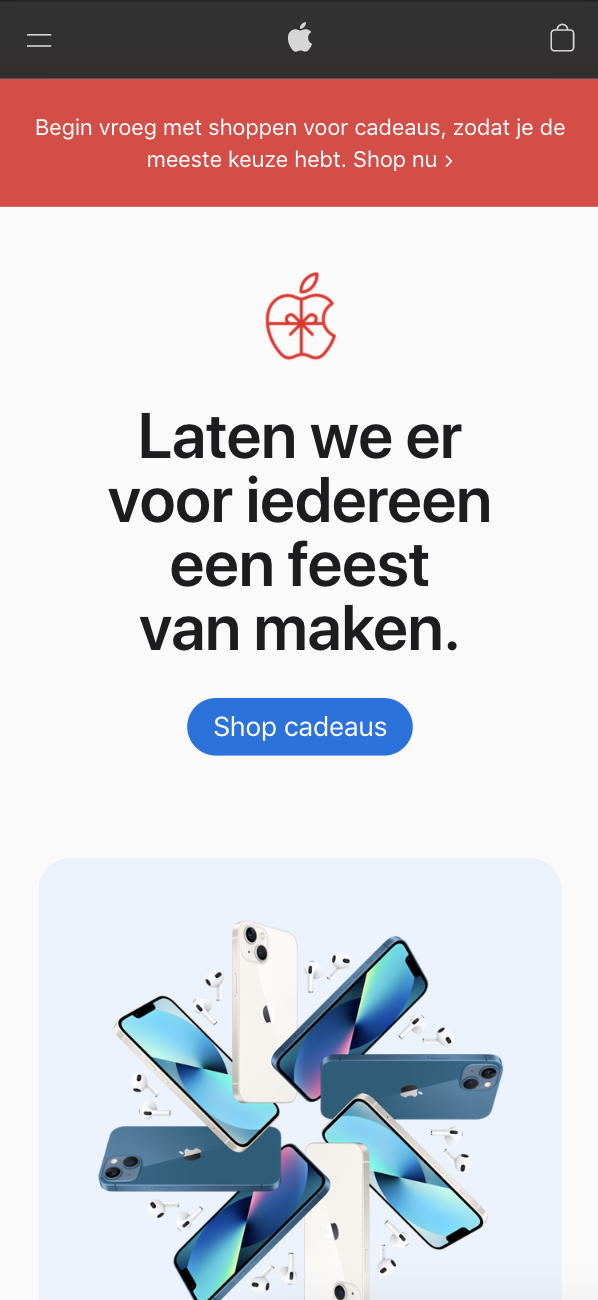 Begin vroeg met shoppen voor cadeaus, zodat je de
meeste keuze hebt. Shop nu >
Laten we er
voor iedereen
een feest
van maken.
Shop cadeaus